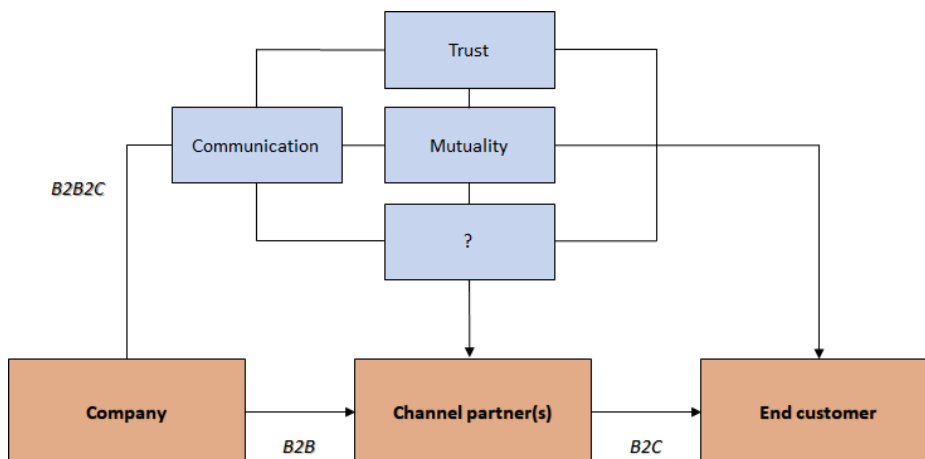 Trust
Communication
Mutuality
B2B2C
?
Company
Channel partner(s)
End customer
B2B
B2C